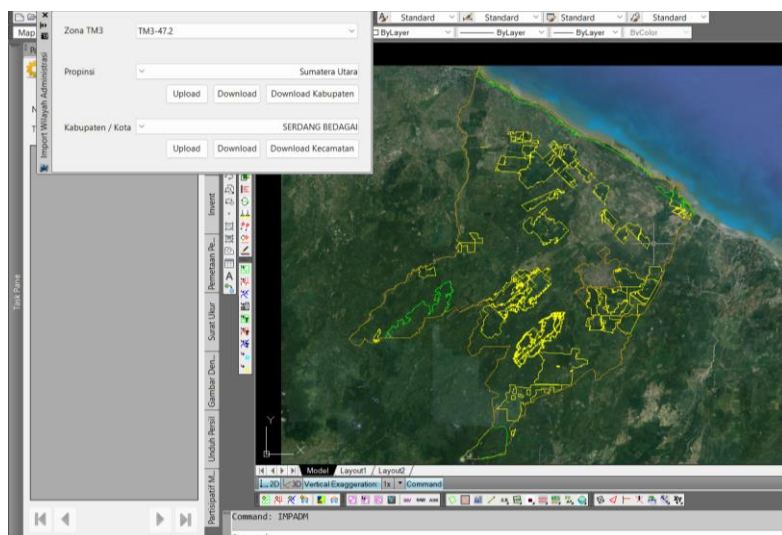 Standard
Standard
Standard
Standard
Map
ByLayer
ByLayer
ByLayer
ByColor
Import Wilayah Administrasi
Zona TM3
TM3-47.2
Propinsi
Sumatera Utara
Upload
Download
Download Kabupaten
Kabupaten / Kota
SERDANG BEDAGAI
Upload
Download
Download Kecamatan
Task Pane
Invent
Pemetaan Pe...
Surat Ukur
Gambar Den...
Unduh Persil
Partisipatif M...
Y
X
Model
Layout1
Layout2
2D
3D
Vertical Exaggeration:
1x
Command
Command: IMPADM